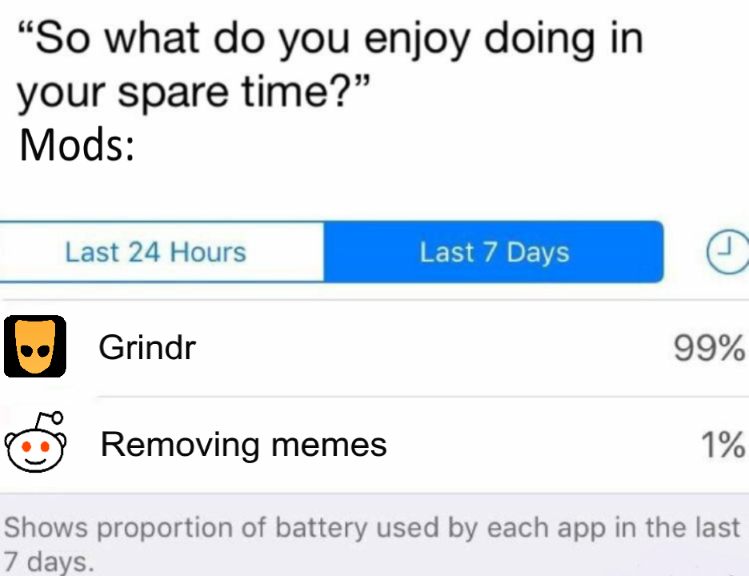 “So what do you enjoy doing in
your spare time?”
Mods:
Last 24 Hours
Last 7 Days
Grindr
99%
Removing memes
1%
Shows proportion of battery used by each app in the last
7 days.